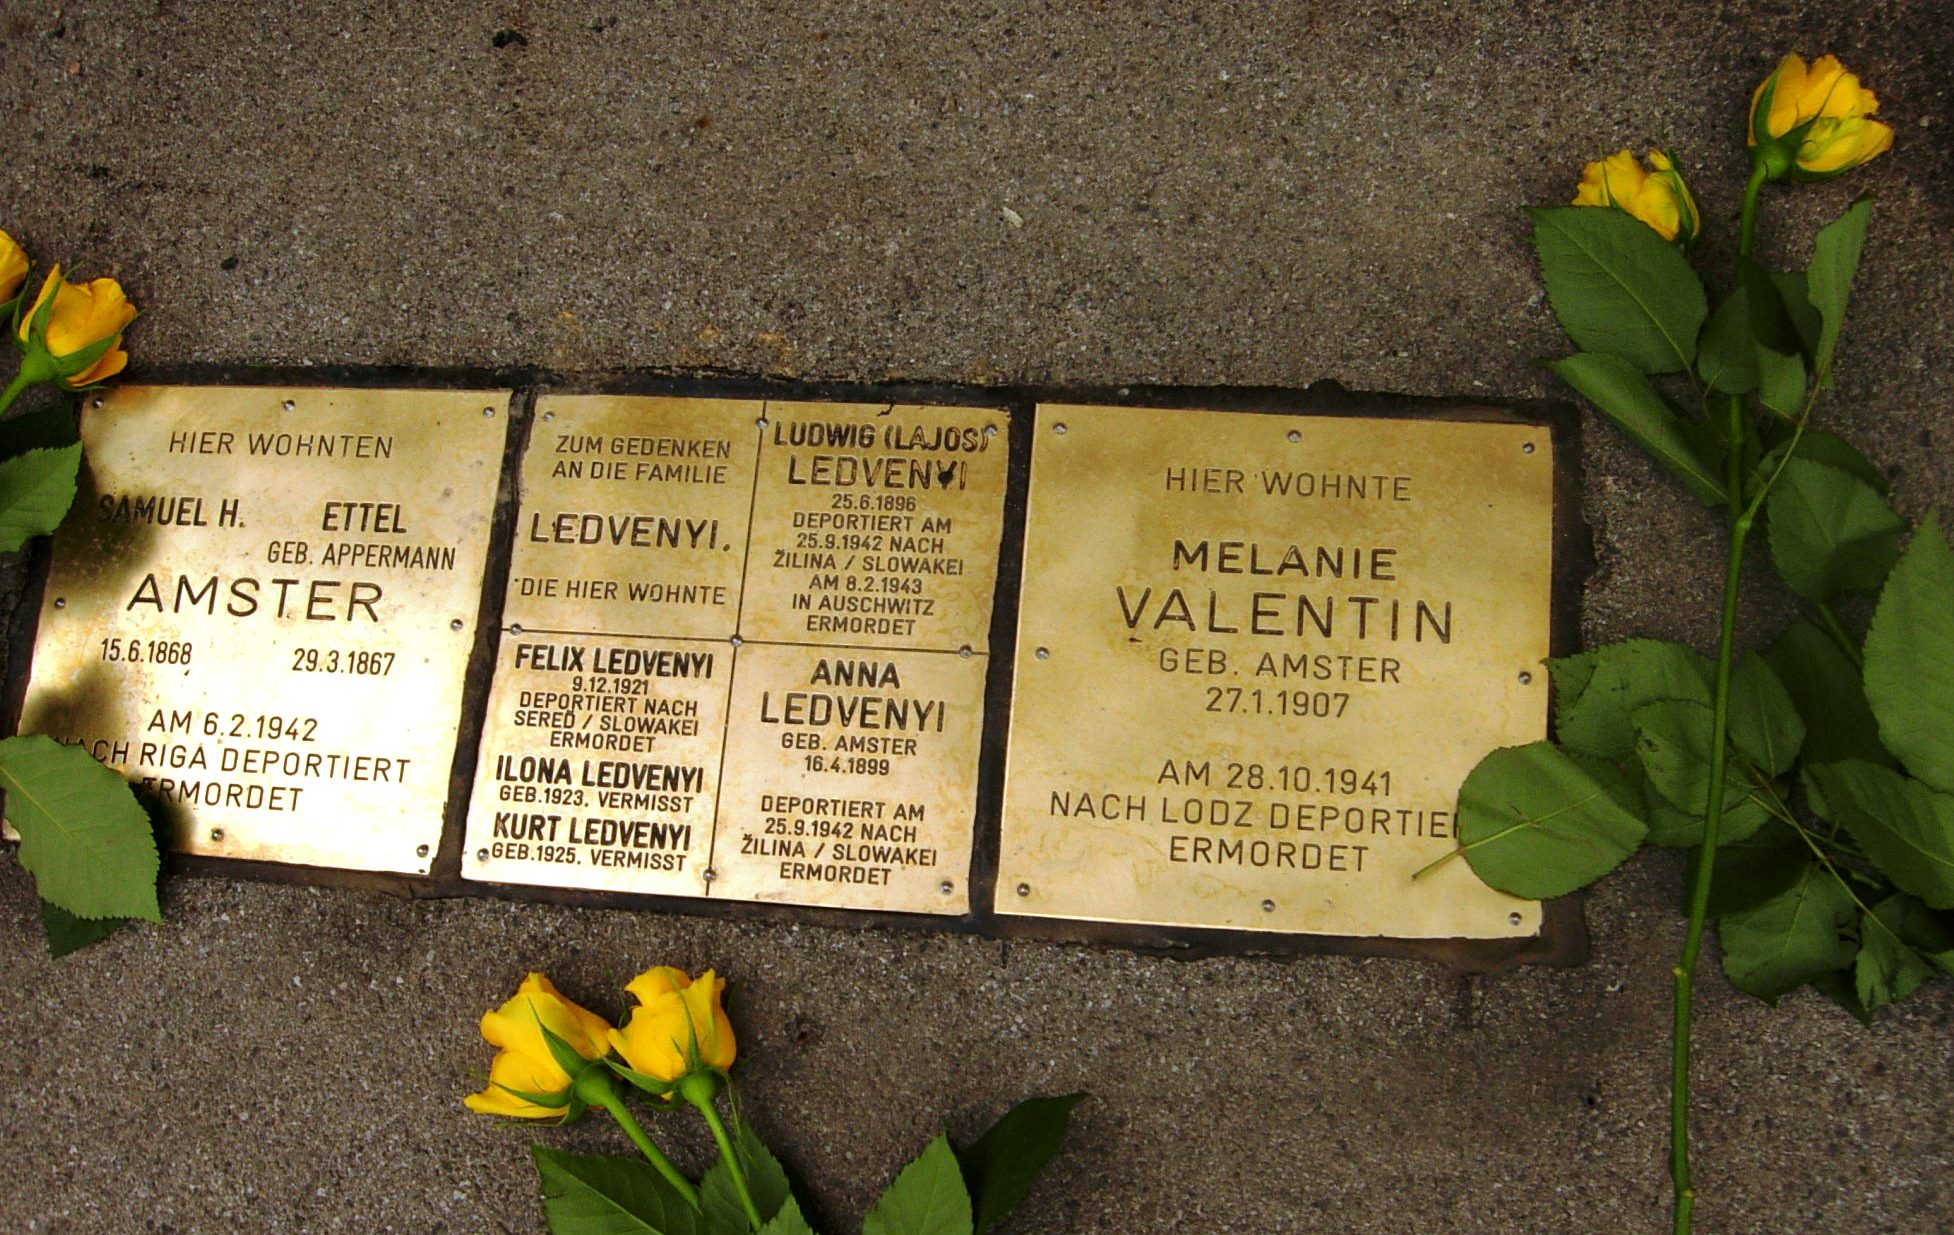 HIER WOHNTEN
SAMUEL H. ETTEL
GEB. APPERMANN
AMSTER
15.6.1868 29.3.1867
AM 6.2.1942
NACH RIGA DEPORTIERT
ERMORDET
ZUM GEDENKEN
AN DIE FAMILIE
LEDVENYI.
DIE HIER WOHNTE
LUDWIG (LAJOS)
LEDVENYI
25.6.1896
DEPORTIERT AM
25.9.1942 NACH
ŽILINA / SLOWAKEI
AM 8.2.1943
IN AUSCHWITZ
ERMORDET
FELIX LEDVENYI
9.12.1921
DEPORTIERT NACH
SERED / SLOWAKEI
ERMORDET
ILONA LEDVENYI
GEB.1923. VERMISST
KURT LEDVENYI
GEB.1925. VERMISST
ANNA
LEDVENYI
GEB. AMSTER
16.4.1899
DEPORTIERT AM
25.9.1942 NACH
ŽILINA / SLOWAKEI
ERMORDET
HIER WOHNTE
MELANIE
VALENTIN
GEB. AMSTER
27.1.1907
AM 28.10.1941
NACH LODZ DEPORTIER
ERMORDET